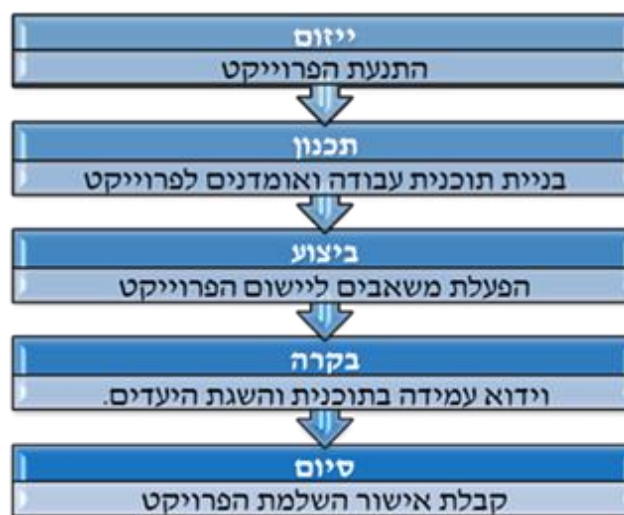 ייזום
התנעת הפרוייקט
תכנון
בניית תוכנית עבודה ואומדנים לפרוייקט
ביצוע
הפעלת משאבים ליישום הפרוייקט
בקרה
וידוא עמידה בתוכנית והשגת היעדים.
סיום
קבלת אישור השלמת הפרויקט